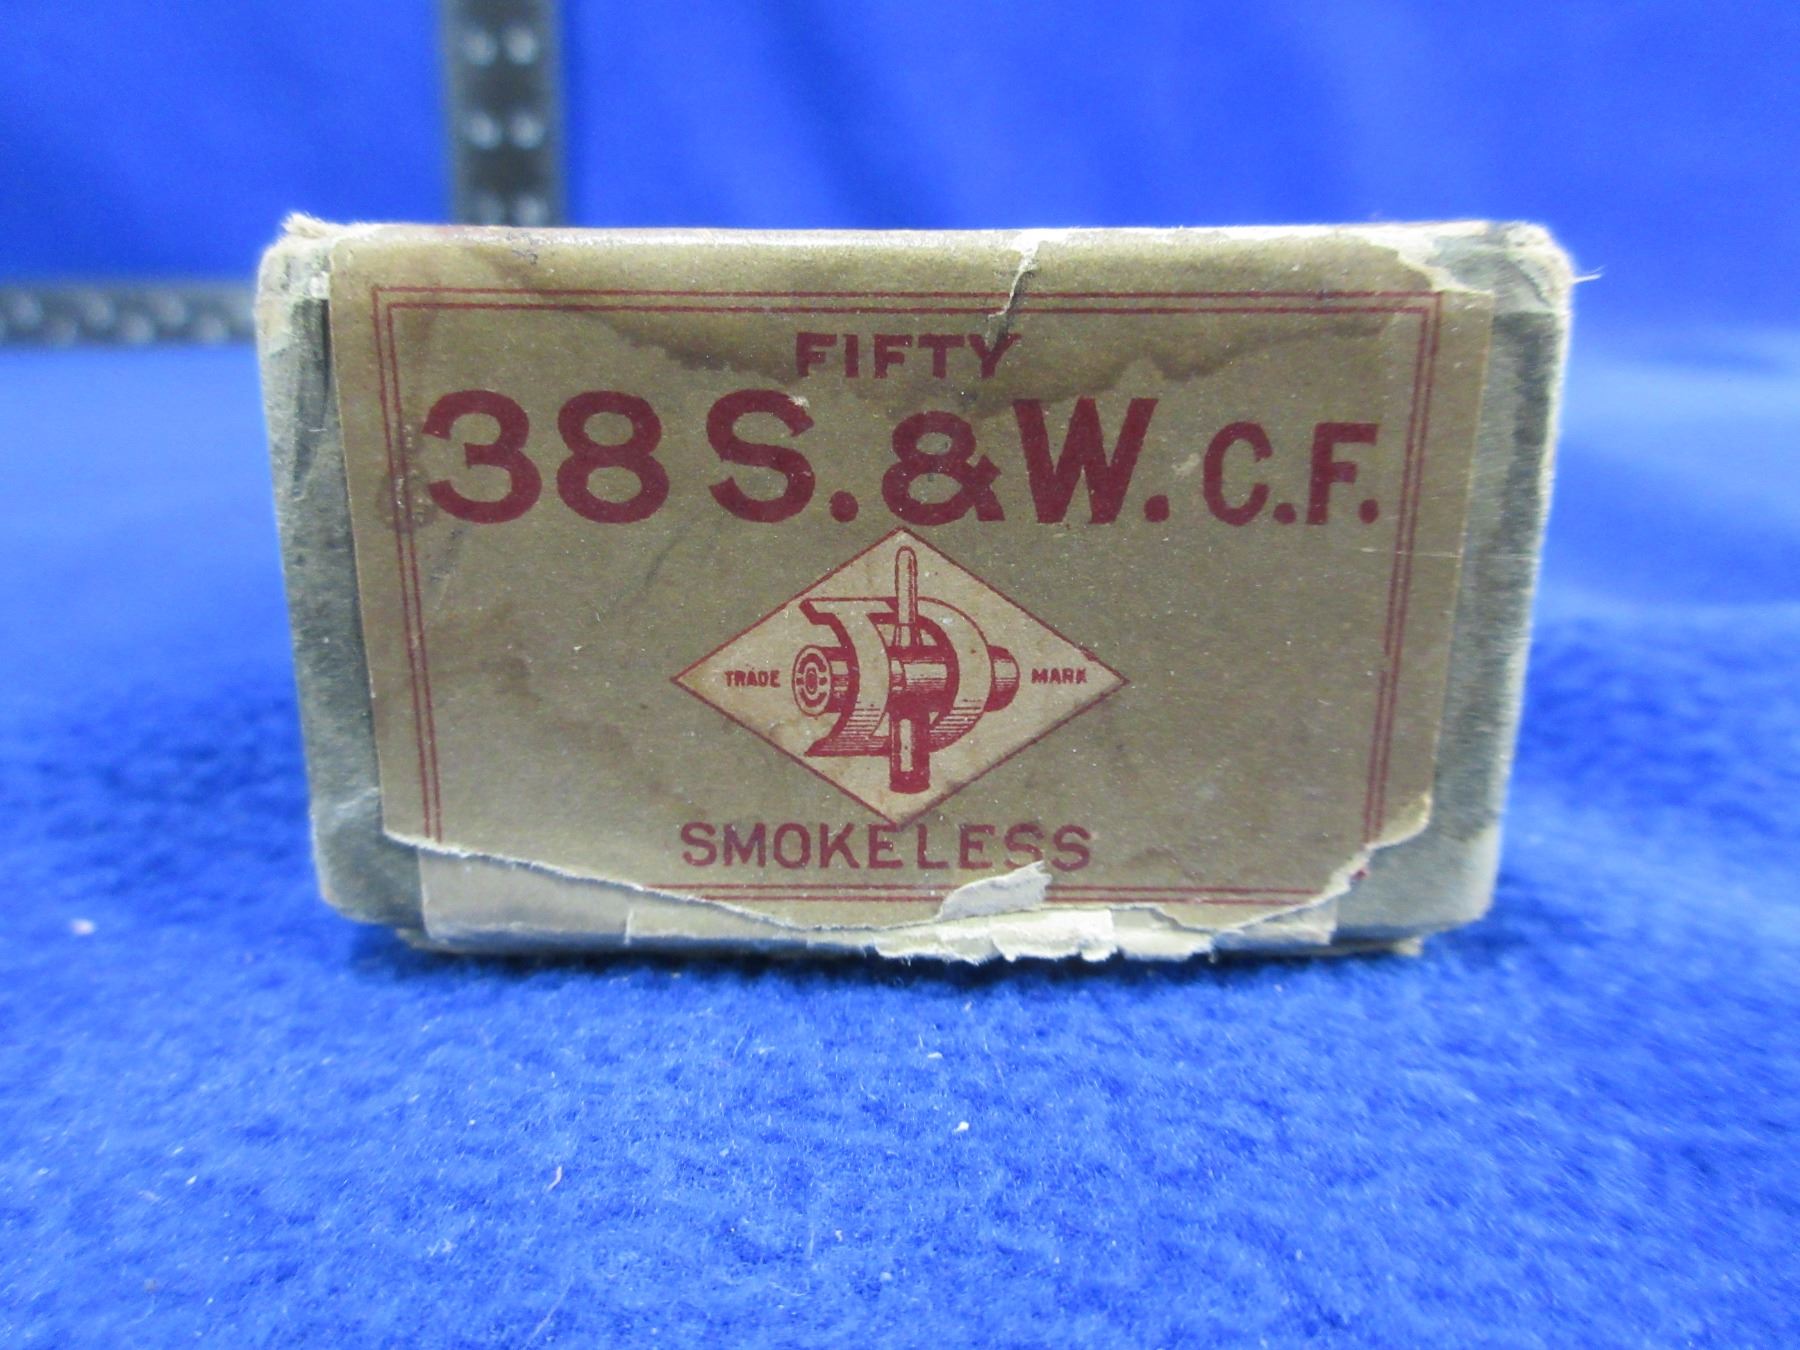 FIFTY
38 S. & W. C.F.
TRADE MARK
SMOKELESS